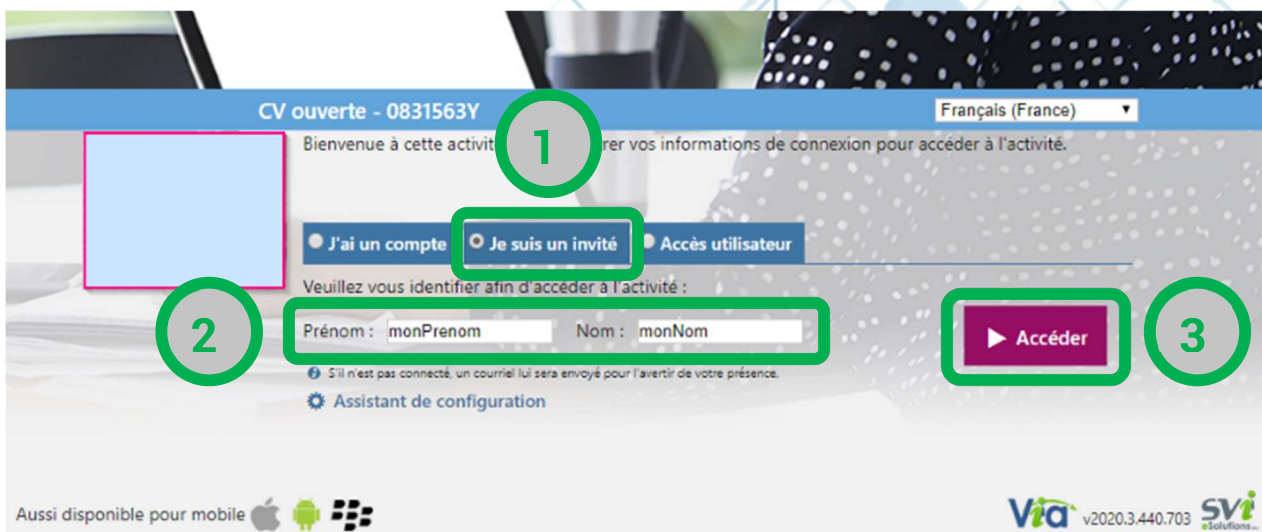 CV ouverte - 0831563Y
Français (France)
1
Bienvenue à cette activit rer vos informations de connexion pour accéder à l'activité.
J'ai un compte Je suis un invité Accès utilisateur
Veuillez vous identifier afin d'accéder à l'activité :
2
Prénom : monPrenom Nom : monNom
Accéder
3
S'il n'est pas connecté, un courriel lui sera envoyé pour l'avertir de votre présence.
Assistant de configuration
Aussi disponible pour mobile
Via v2020.3.440.703 SVi eSolutions